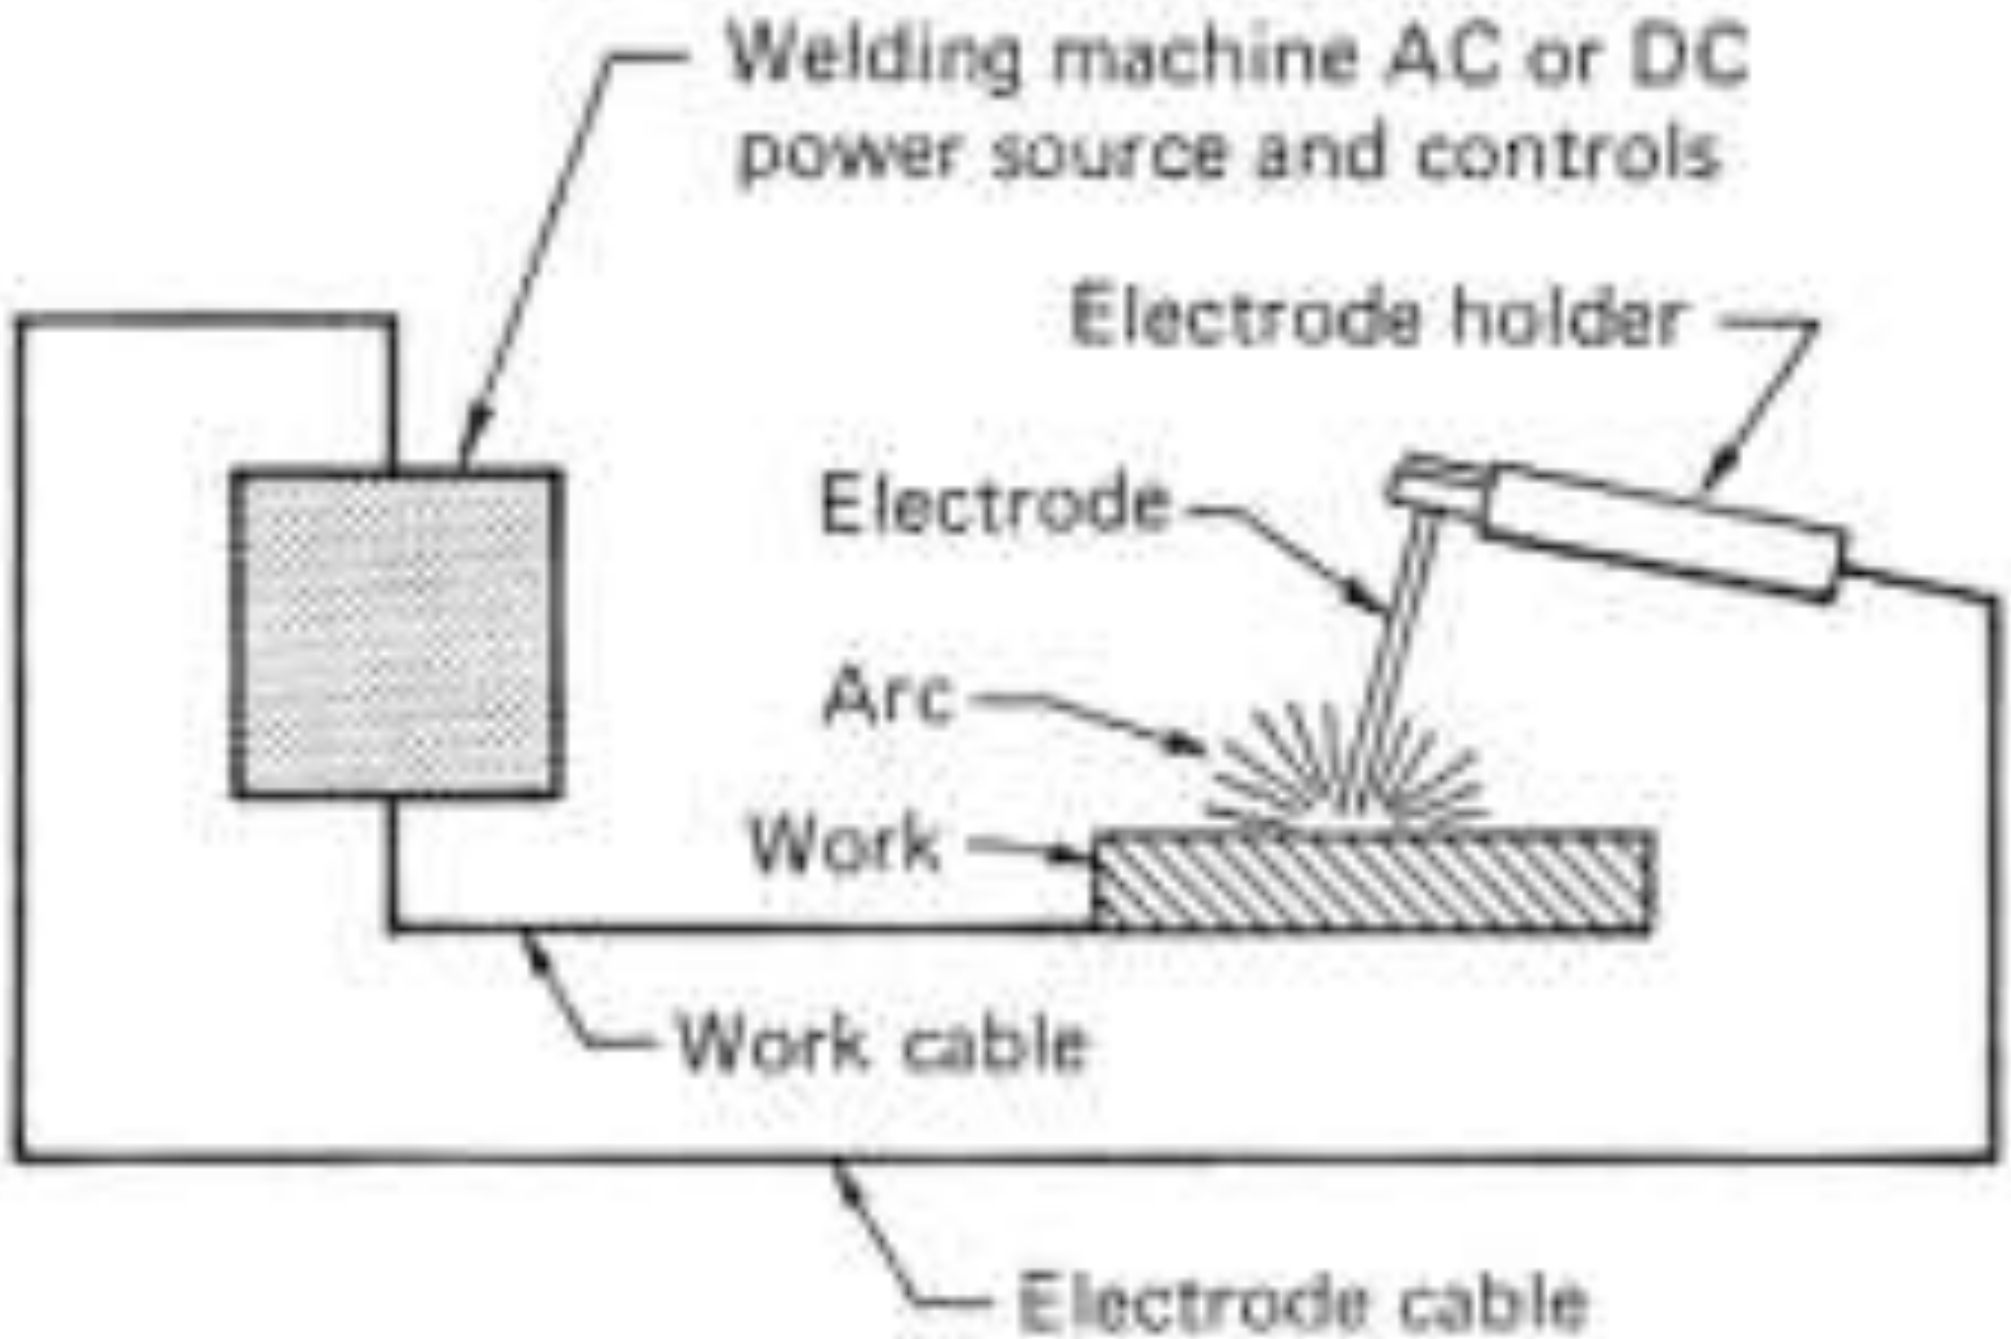 Welding machine AC or DC
power source and controls
Electrode holder
Electrode
Arc
Work
Work cable
Electrode cable